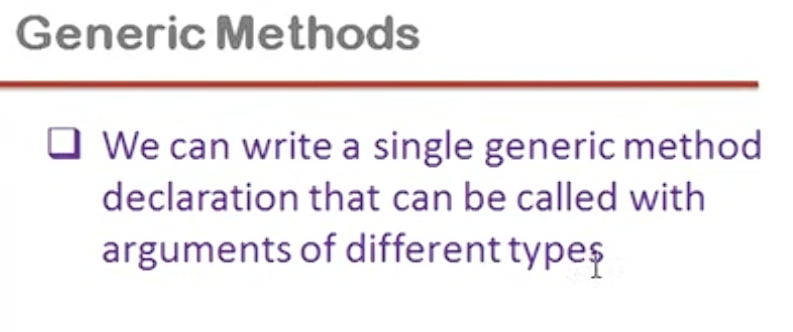 Generic Methods
We can write a single generic method
declaration that can be called with
arguments of different types